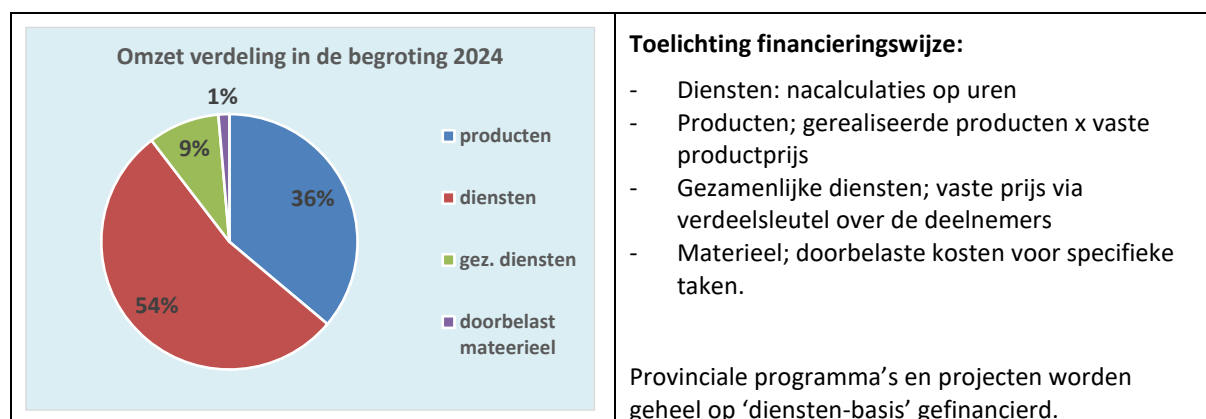 Omzet verdeling in de begroting 2024
1%
9%
36%
54%
producten
diensten
gez. diensten
doorbelast
mateerieel
Toelichting financieringswijze:
- Diensten: nacalculaties op uren
- Producten; gerealiseerde producten x vaste
productprijs
- Gezamenlijke diensten; vaste prijs via
verdeelsleutel over de deelnemers
- Materieel; doorbelaste kosten voor specifieke
taken.
Provinciale programma’s en projecten worden
geheel op ‘diensten-basis’ gefinancierd.